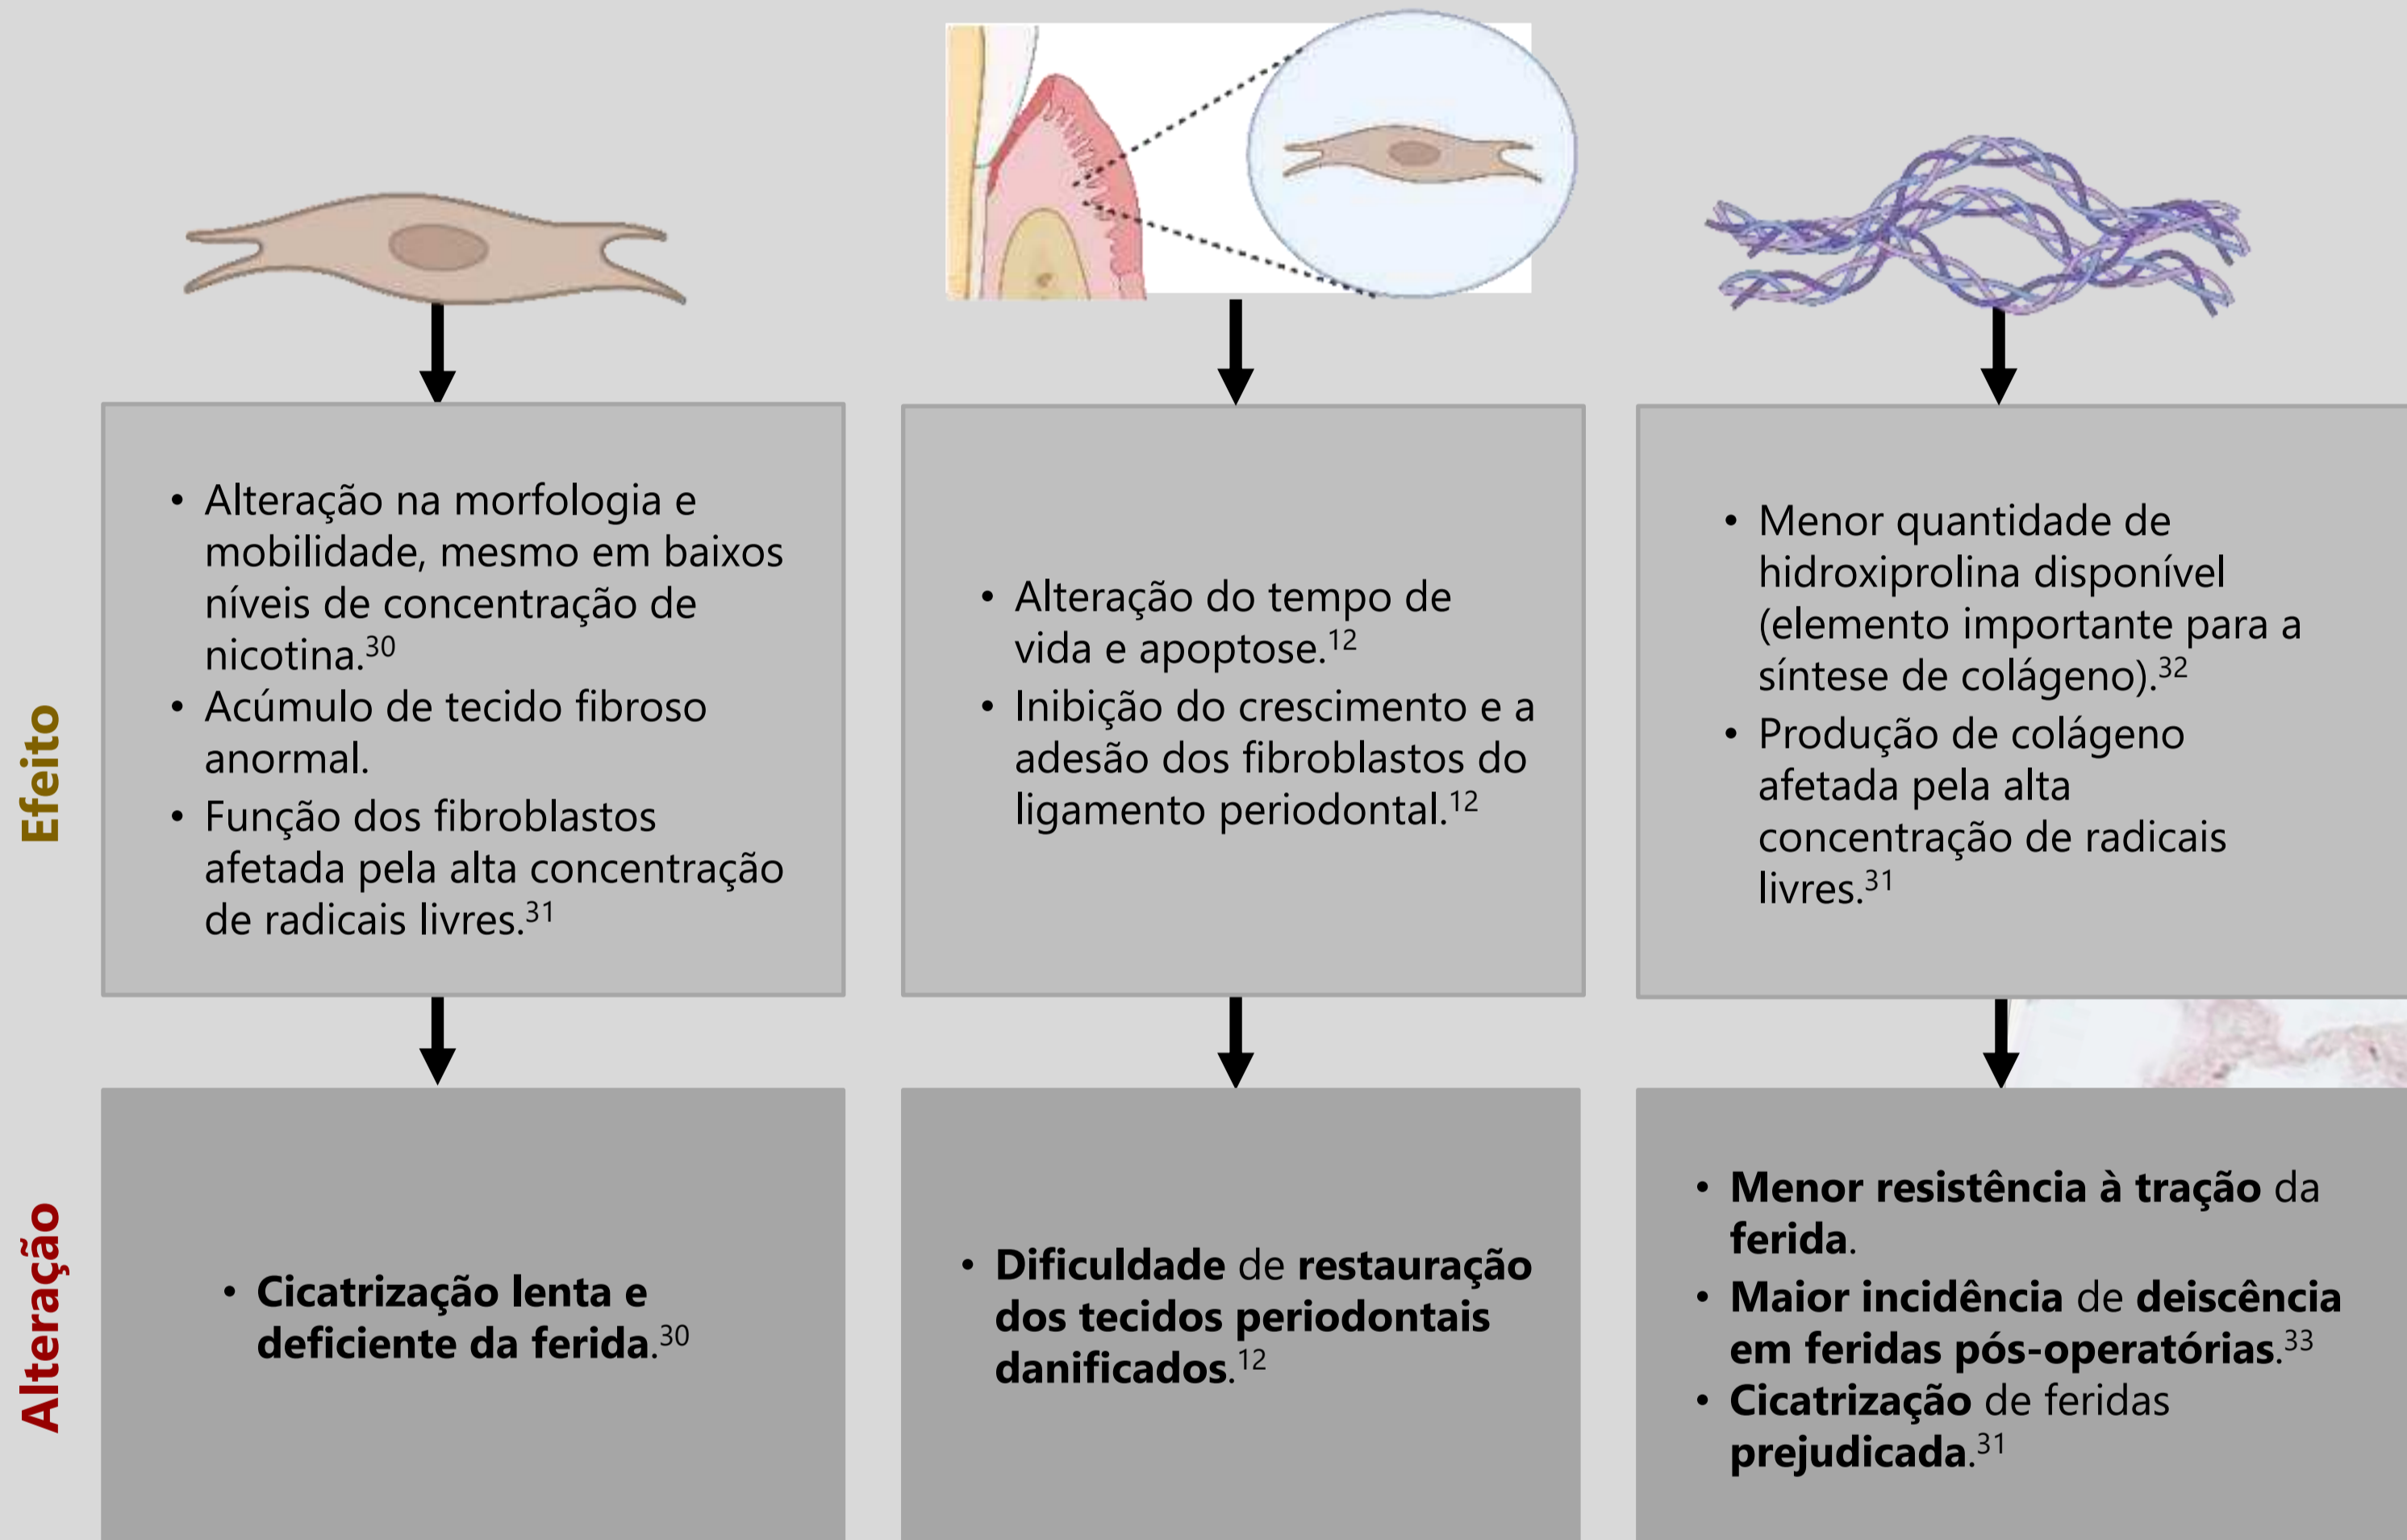 Efeito
• Alteração na morfologia e
mobilidade, mesmo em baixos
níveis de concentração de
nicotina.³⁰
• Acúmulo de tecido fibroso
anormal.
• Função dos fibroblastos
afetada pela alta concentração
de radicais livres.³¹
• Alteração do tempo de
vida e apoptose.¹²
• Inibição do crescimento e a
adesão dos fibroblastos do
ligamento periodontal.¹²
• Menor quantidade de
hidroxiprolina disponível
(elemento importante para a
síntese de colágeno).³²
• Produção de colágeno
afetada pela alta
concentração de radicais
livres.³¹
Alteração
• Cicatrização lenta e
deficiente da ferida.³⁰
• Dificuldade de restauração
dos tecidos periodontais
danificados.¹²
• Menor resistência à tração da
ferida.
• Maior incidência de deiscência
em feridas pós-operatórias.³³
• Cicatrização de feridas
prejudicada.³¹